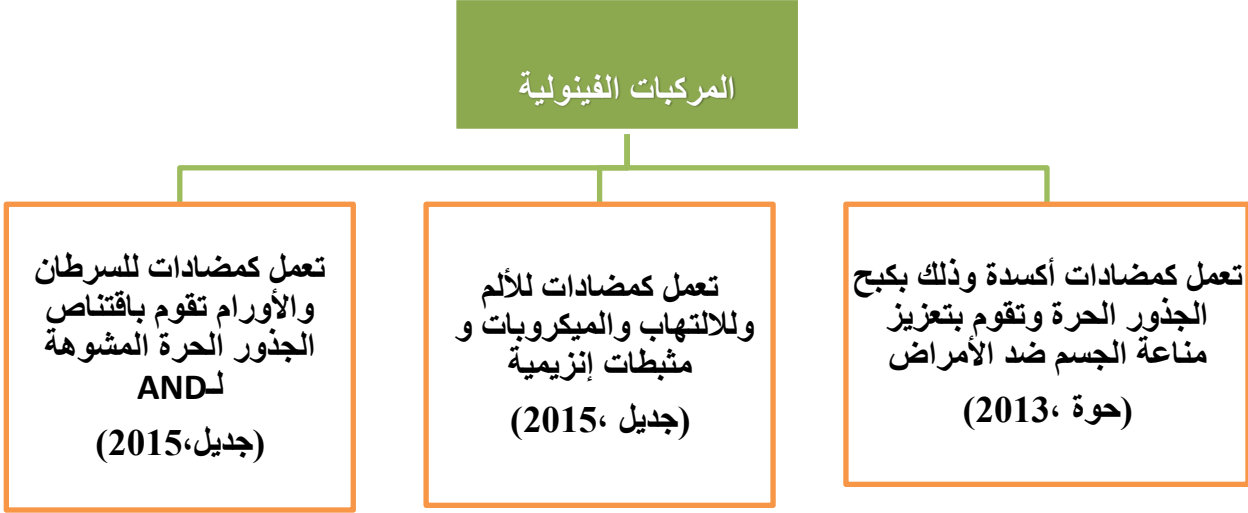 المركبات الفينولية
تعمل كمضادات أكسدة وذلك بكبح
الجذور الحرة وتقوم بتعزيز
مناعة الجسم ضد الأمراض
(حوة ،2013)
تعمل كمضادات للألم
وللالتهاب والميكروبات و
مثبطات إنزيمية
(جديل ،2015)
تعمل كمضادات للسرطان
والأورام تقوم باقتناص
الجذور الحرة المشوهة
لـAND
(جديل،2015)